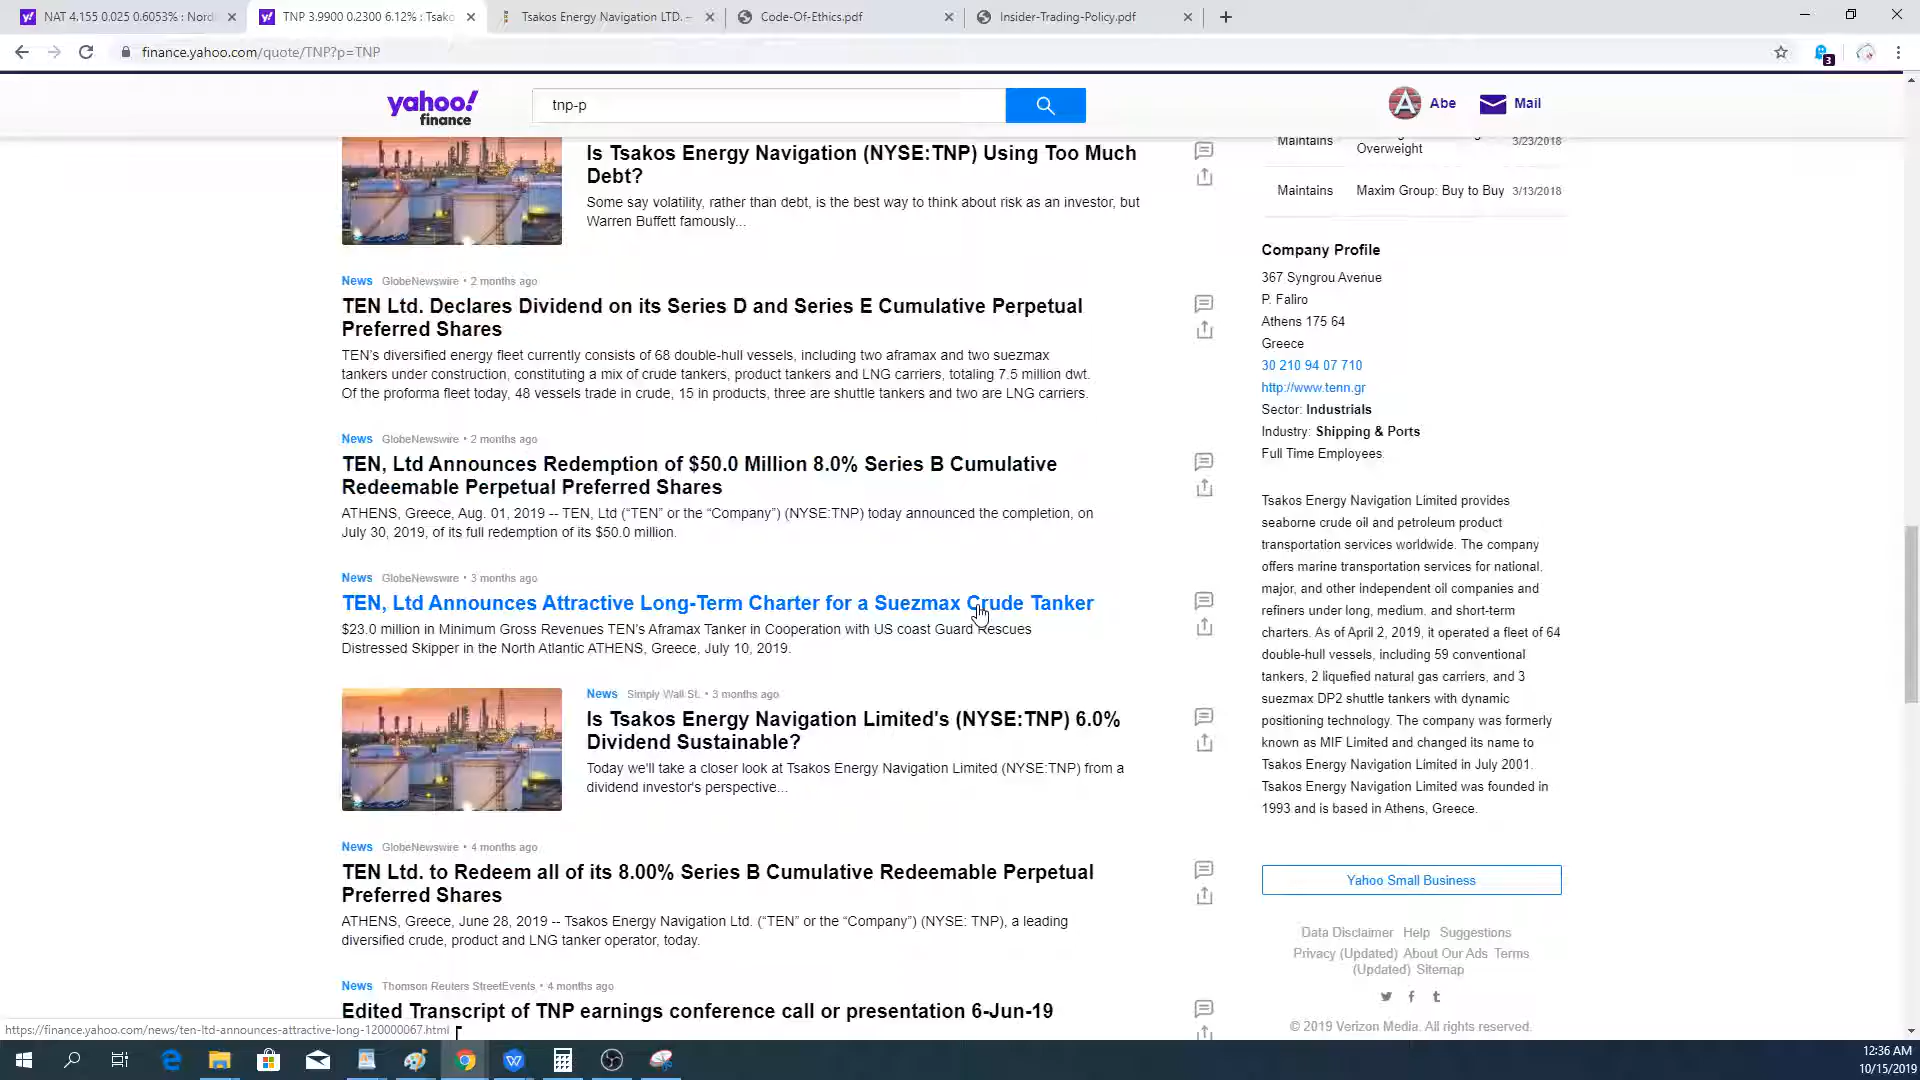 NAT 4.155 0.025 0.6053% : Nord
TNP 3.9900 0.2300 6.12% : Tsako
Tsakos Energy Navigation LTD. –
Code-Of-Ethics.pdf
Insider-Trading-Policy.pdf
finance.yahoo.com/quote/TNP?p=TNP
3
yahoo!
finance
tnp-p
A
Abe
Mail
Is Tsakos Energy Navigation (NYSE:TNP) Using Too Much
Debt?
Some say volatility, rather than debt, is the best way to think about risk as an investor, but
Warren Buffett famously...
News GlobeNewswire • 2 months ago
TEN Ltd. Declares Dividend on its Series D and Series E Cumulative Perpetual
Preferred Shares
TEN’s diversified energy fleet currently consists of 68 double-hull vessels, including two aframax and two suezmax
tankers under construction, constituting a mix of crude tankers, product tankers and LNG carriers, totaling 7.5 million dwt.
Of the proforma fleet today, 48 vessels trade in crude, 15 in products, three are shuttle tankers and two are LNG carriers.
News GlobeNewswire • 2 months ago
TEN, Ltd Announces Redemption of $50.0 Million 8.0% Series B Cumulative
Redeemable Perpetual Preferred Shares
ATHENS, Greece, Aug. 01, 2019 -- TEN, Ltd (“TEN” or the “Company”) (NYSE:TNP) today announced the completion, on
July 30, 2019, of its full redemption of its $50.0 million.
News GlobeNewswire • 3 months ago
TEN, Ltd Announces Attractive Long-Term Charter for a Suezmax Crude Tanker
$23.0 million in Minimum Gross Revenues TEN’s Aframax Tanker in Cooperation with US coast Guard Rescues
Distressed Skipper in the North Atlantic ATHENS, Greece, July 10, 2019.
News Simply Wall St. • 3 months ago
Is Tsakos Energy Navigation Limited's (NYSE:TNP) 6.0%
Dividend Sustainable?
Today we'll take a closer look at Tsakos Energy Navigation Limited (NYSE:TNP) from a
dividend investor's perspective...
News GlobeNewswire • 4 months ago
TEN Ltd. to Redeem all of its 8.00% Series B Cumulative Redeemable Perpetual
Preferred Shares
ATHENS, Greece, June 28, 2019 -- Tsakos Energy Navigation Ltd. (“TEN” or the “Company”) (NYSE: TNP), a leading
diversified crude, product and LNG tanker operator, today.
News Thomson Reuters StreetEvents • 4 months ago
Edited Transcript of TNP earnings conference call or presentation 6-Jun-19
Maintains
Overweight
3/23/2018
Maintains Maxim Group: Buy to Buy 3/13/2018
Company Profile
367 Syngrou Avenue
P. Faliro
Athens 175 64
Greece
30 210 94 07 710
http://www.tenn.gr
Sector: Industrials
Industry: Shipping & Ports
Full Time Employees:
Tsakos Energy Navigation Limited provides
seaborne crude oil and petroleum product
transportation services worldwide. The company
offers marine transportation services for national,
major, and other independent oil companies and
refiners under long, medium, and short-term
charters. As of April 2, 2019, it operated a fleet of 64
double-hull vessels, including 59 conventional
tankers, 2 liquefied natural gas carriers, and 3
suezmax DP2 shuttle tankers with dynamic
positioning technology. The company was formerly
known as MIF Limited and changed its name to
Tsakos Energy Navigation Limited in July 2001.
Tsakos Energy Navigation Limited was founded in
1993 and is based in Athens, Greece.
Yahoo Small Business
Data Disclaimer Help Suggestions
Privacy (Updated) About Our Ads Terms
(Updated) Sitemap
© 2019 Verizon Media. All rights reserved.
https://finance.yahoo.com/news/ten-ltd-announces-attractive-long-120000067.html
12:36 AM
10/15/2019